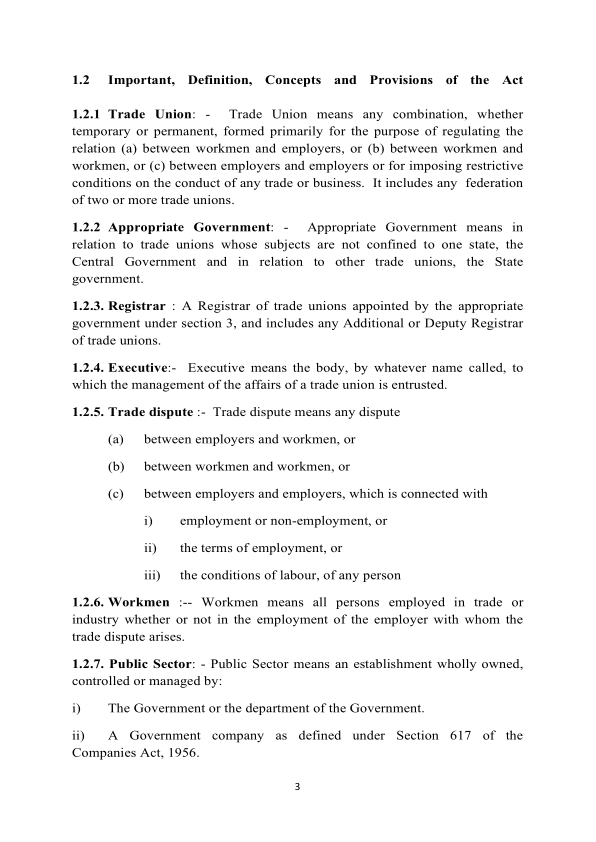 1.2 Important, Definition, Concepts and Provisions of the Act
1.2.1 Trade Union: - Trade Union means any combination, whether
temporary or permanent, formed primarily for the purpose of regulating the
relation (a) between workmen and employers, or (b) between workmen and
workmen, or (c) between employers and employers or for imposing restrictive
conditions on the conduct of any trade or business. It includes any federation
of two or more trade unions.
1.2.2 Appropriate Government: - Appropriate Government means in
relation to trade unions whose subjects are not confined to one state, the
Central Government and in relation to other trade unions, the State
government.
1.2.3. Registrar : A Registrar of trade unions appointed by the appropriate
government under section 3, and includes any Additional or Deputy Registrar
of trade unions.
1.2.4. Executive:- Executive means the body, by whatever name called, to
which the management of the affairs of a trade union is entrusted.
1.2.5. Trade dispute :- Trade dispute means any dispute
(a) between employers and workmen, or
(b) between workmen and workmen, or
(c) between employers and employers, which is connected with
i) employment or non-employment, or
ii) the terms of employment, or
iii) the conditions of labour, of any person
1.2.6. Workmen :-- Workmen means all persons employed in trade or
industry whether or not in the employment of the employer with whom the
trade dispute arises.
1.2.7. Public Sector: - Public Sector means an establishment wholly owned,
controlled or managed by:
i) The Government or the department of the Government.
ii) A Government company as defined under Section 617 of the
Companies Act, 1956.
3